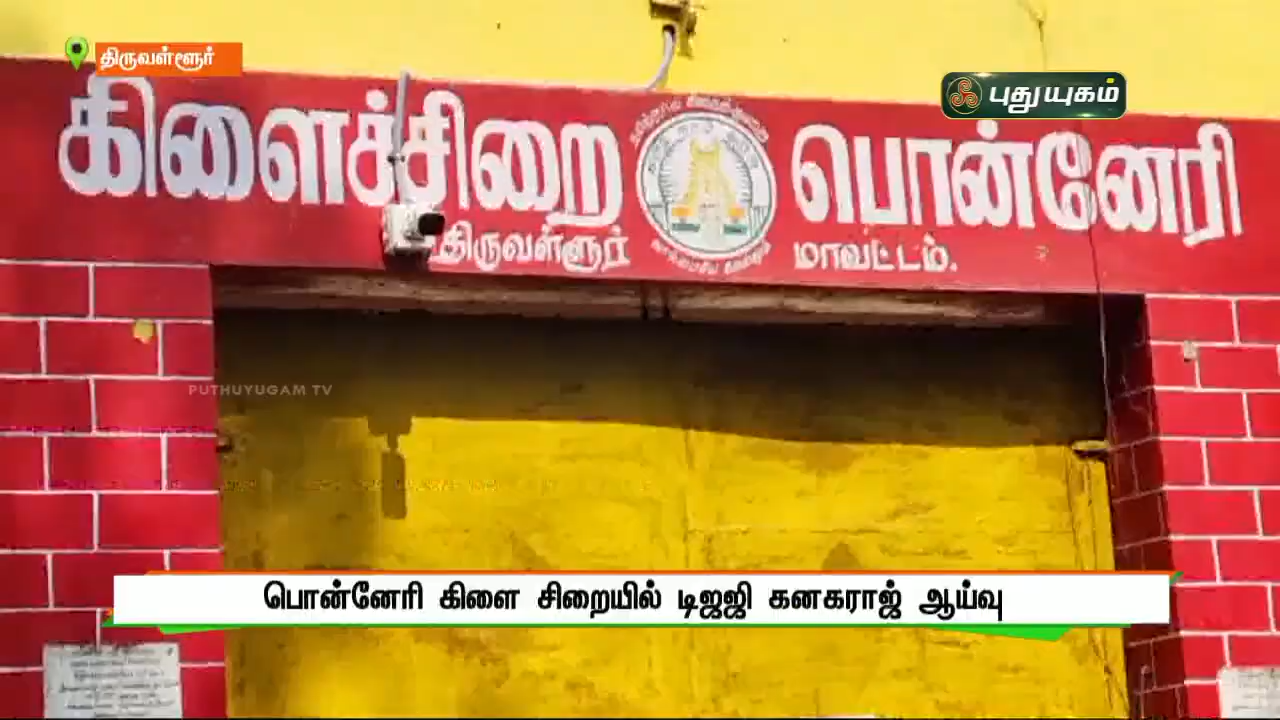 திருவள்ளூர்
புதுயுகம்
கிளைச்சிறை பொன்னேரி
திருவள்ளூர் மாவட்டம்.
PUTHUYUGAM TV
பொன்னேரி கிளை சிறையில் டிஐஜி கனகராஜ் ஆய்வு